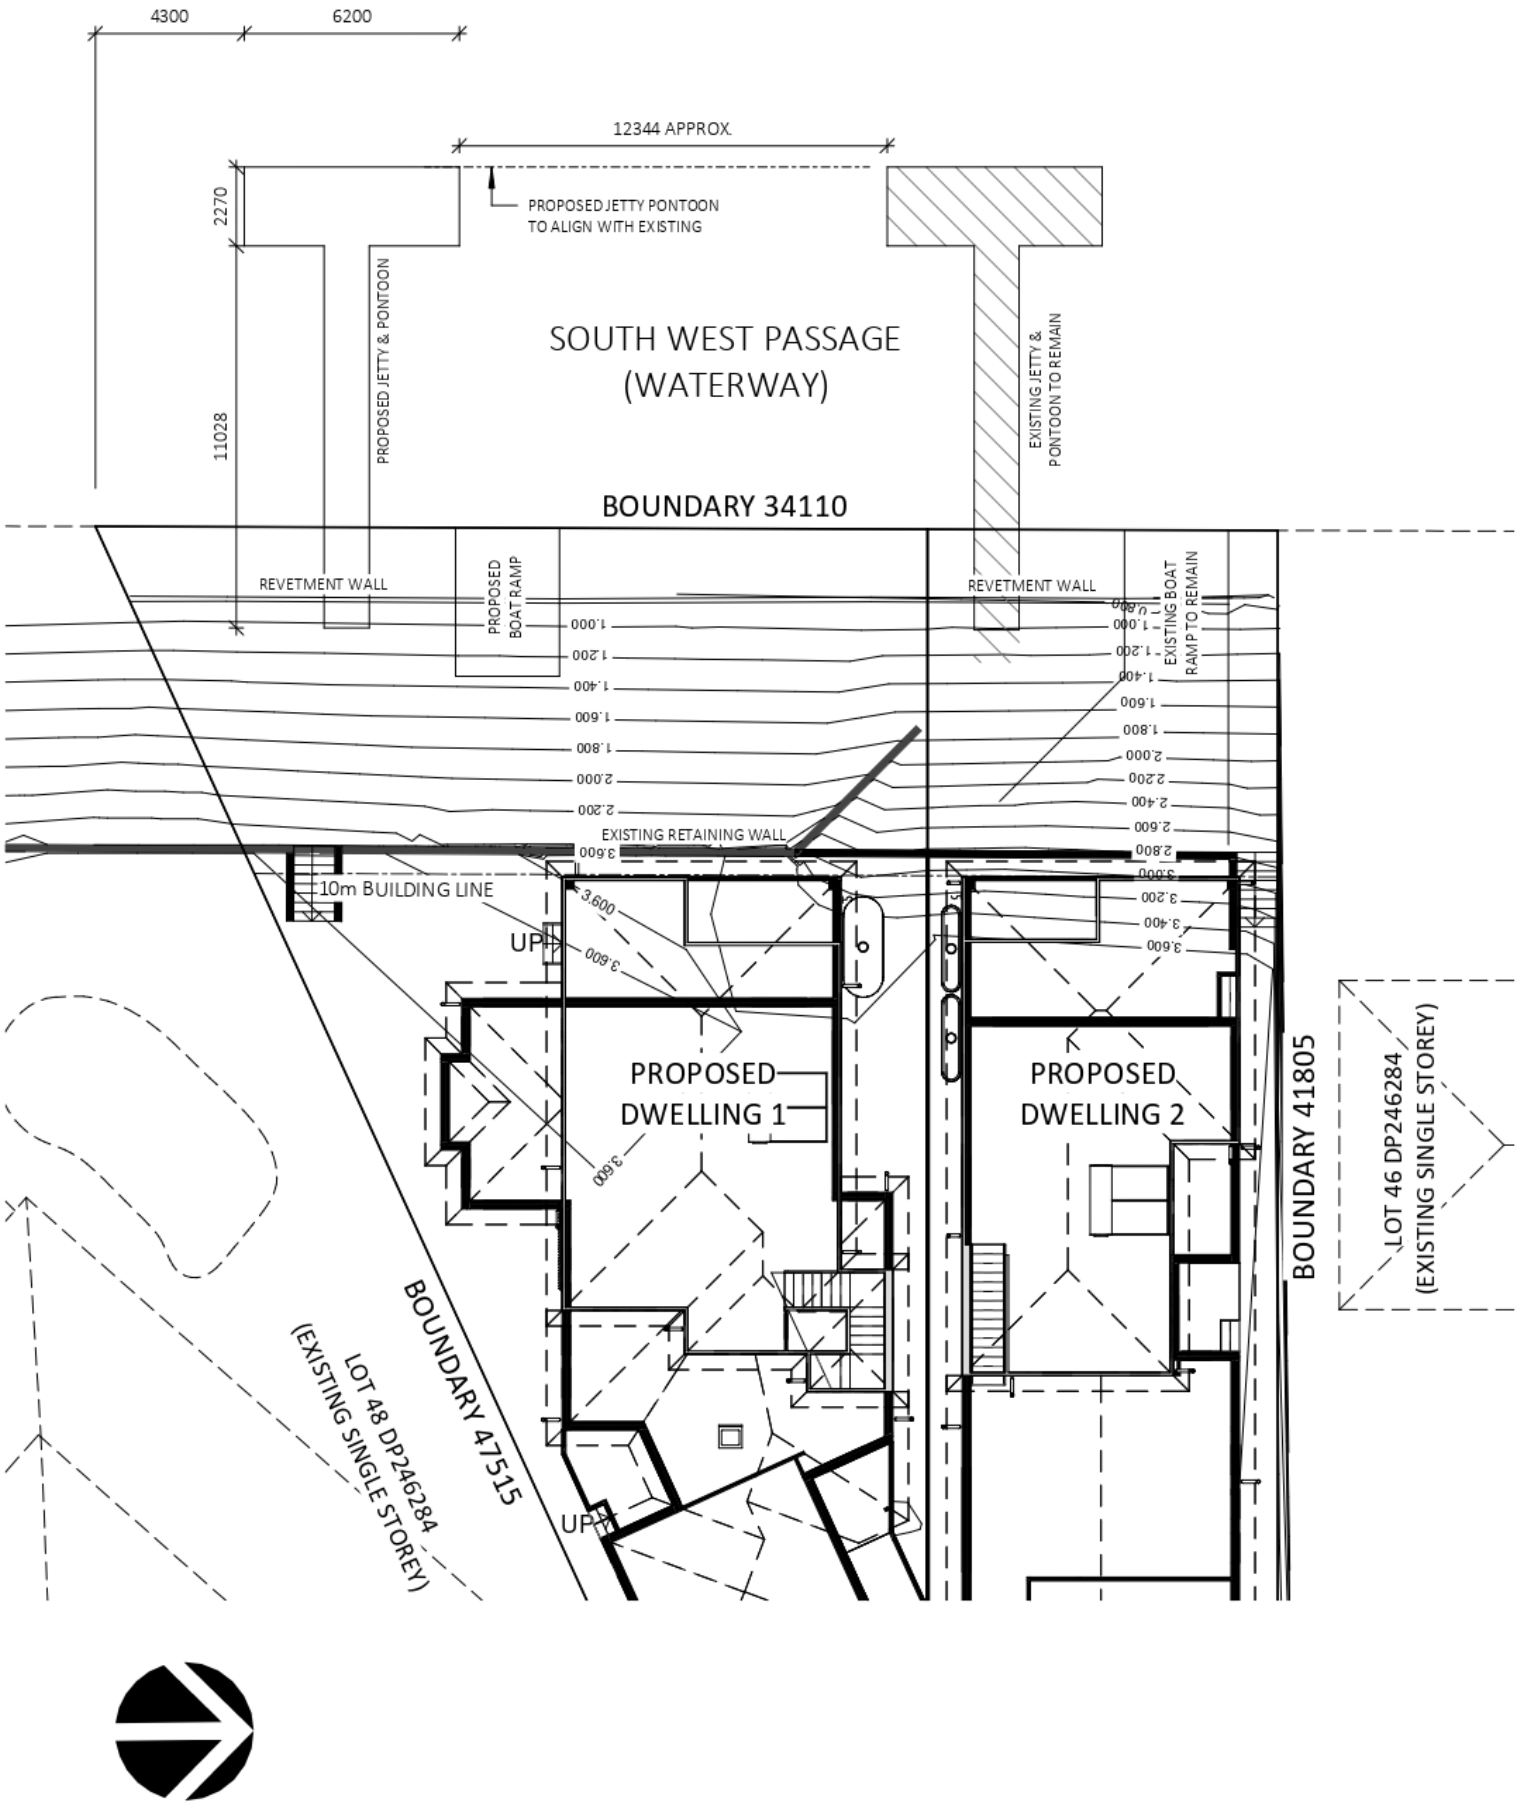 4300
6200
12344 APPROX.
2270
PROPOSED JETTY PONTOON
TO ALIGN WITH EXISTING
PROPOSED JETTY & PONTOON
SOUTH WEST PASSAGE
(WATERWAY)
EXISTING JETTY &
PONTOON TO REMAIN
11028
BOUNDARY 34110
REVETMENT WALL
PROPOSED
BOAT RAMP
REVETMENT WALL
EXISTING BOAT
RAMP TO REMAIN
0.800
1.000
1.000
1.200
1.200
1.400
1.400
1.600
1.600
1.800
1.800
2.000
2.000
2.200
2.200
2.400
2.600
EXISTING RETAINING WALL
3.600
2.800
3.000
10m BUILDING LINE
3.600
3.200
3.400
UP
3.600
3.600
PROPOSED
DWELLING 1
PROPOSED
DWELLING 2
3.600
BOUNDARY 41805
LOT 46 DP246284
(EXISTING SINGLE STOREY)
BOUNDARY 47515
LOT 48 DP246284
(EXISTING SINGLE STOREY)
UP